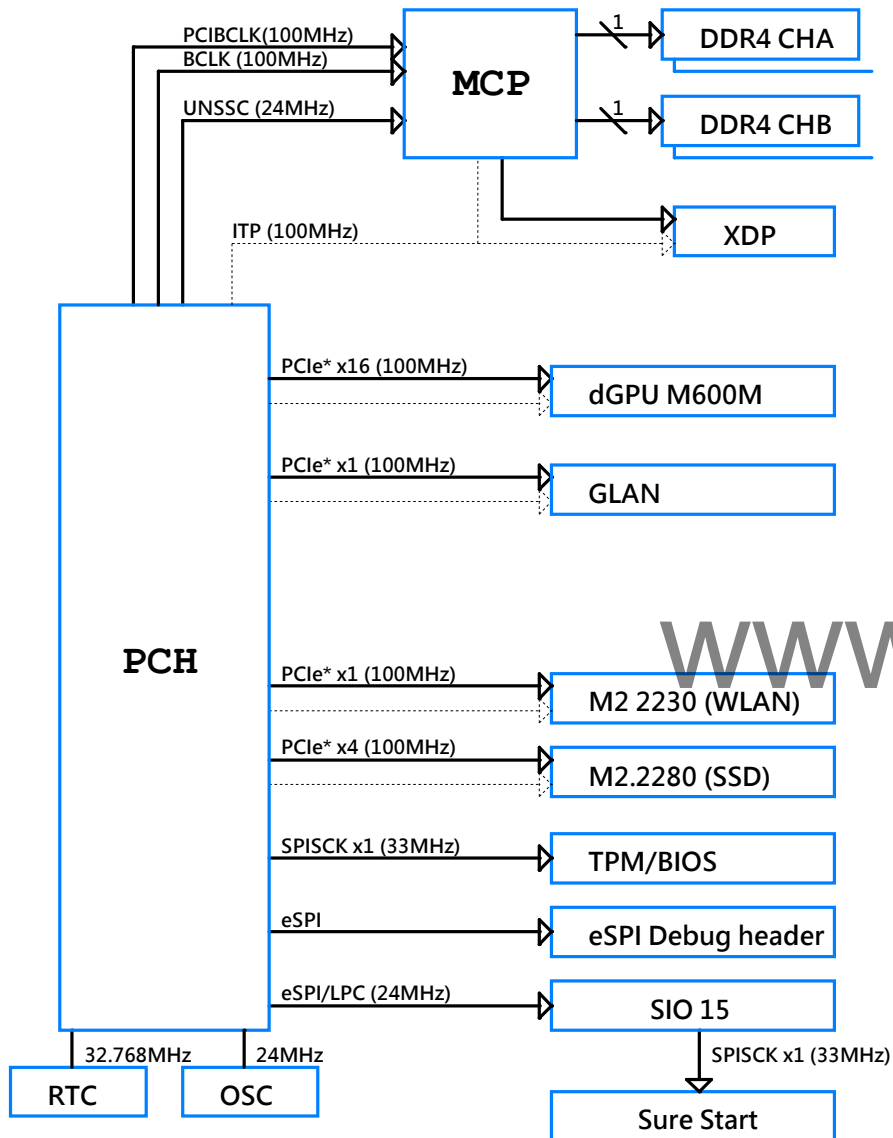 PCIBCLK(100MHz)
BCLK (100MHz)
UNSSC (24MHz)
MCP
1
DDR4 CHA
1
DDR4 CHB
ITP (100MHz)
XDP
PCIe* x16 (100MHz)
dGPU M600M
PCIe* x1 (100MHz)
GLAN
PCH
www
PCIe* x1 (100MHz)
M2 2230 (WLAN)
PCIe* x4 (100MHz)
M2.2280 (SSD)
SPISCK x1 (33MHz)
TPM/BIOS
eSPI
eSPI Debug header
eSPI/LPC (24MHz)
SIO 15
32.768MHz
24MHz
SPISCK x1 (33MHz)
RTC
OSC
Sure Start